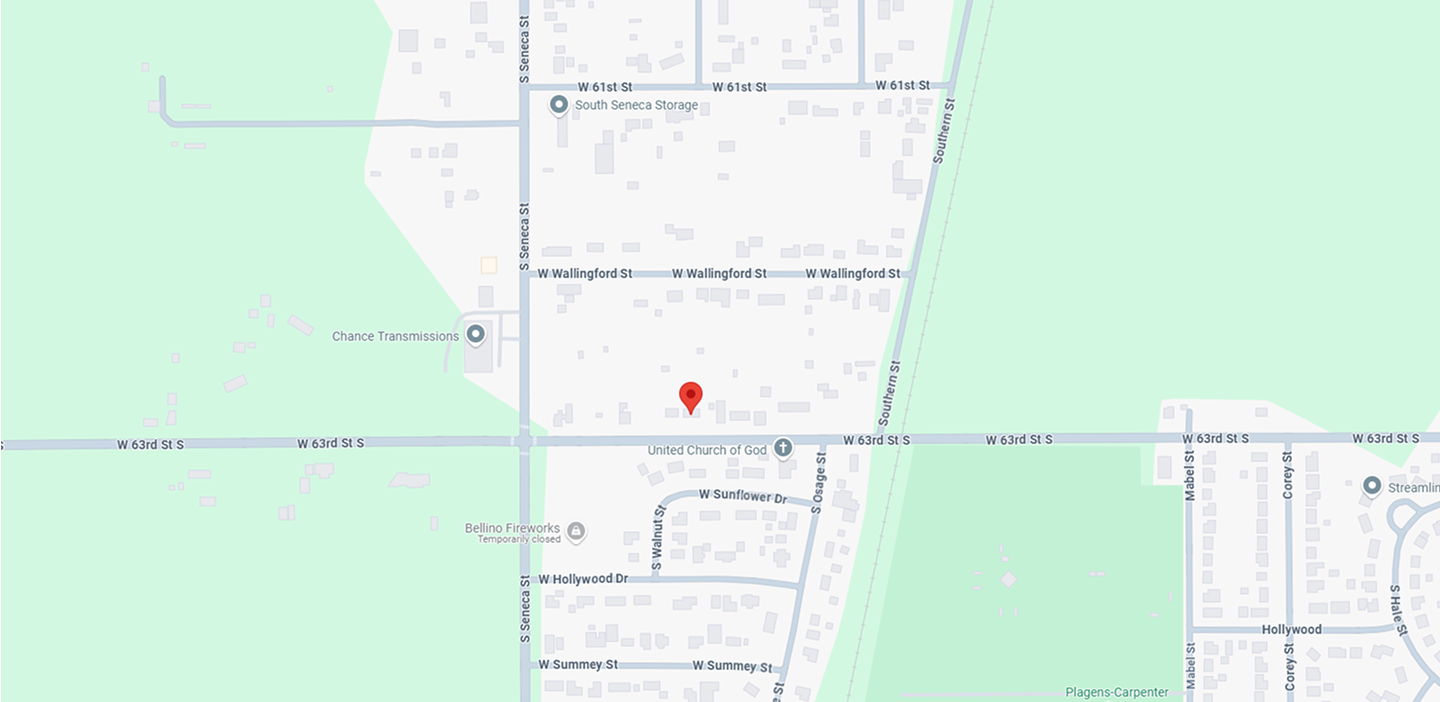 S Seneca St
W 61st St
W 61st St
W 61st St
South Seneca Storage
Southern St
S Seneca St
W Wallingford St
W Wallingford St
W Wallingford St
Chance Transmissions
Southern St
S
W 63rd St S
W 63rd St S
W 63rd St S
W 63rd St S
W 63rd St S
W 63rd St S
United Church of God
S Osage St
Mabel St
Corey St
Streamlin
W Sunflower Dr
S Walnut St
Bellino Fireworks
Temporarily closed
S Seneca St
W Hollywood Dr
S Hale St
Hollywood
W Summey St
W Summey St
Mabel St
Corey St
e St
Plagens-Carpenter